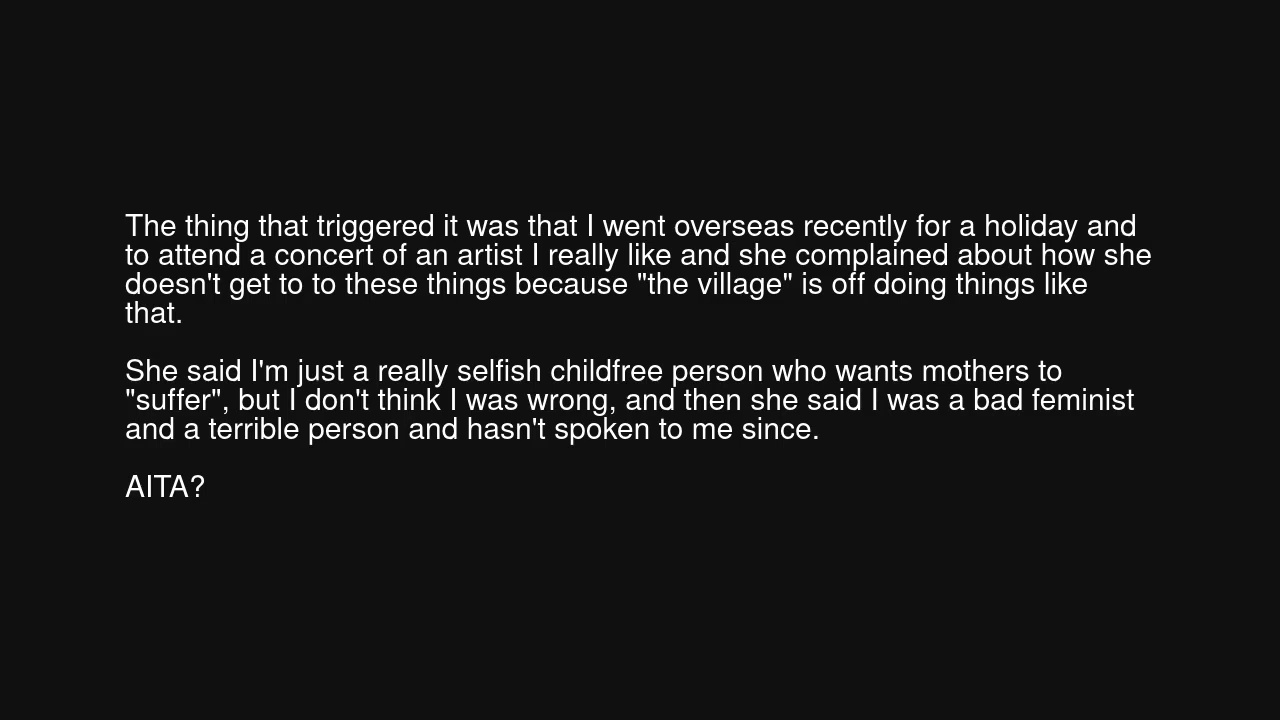 The thing that triggered it was that I went overseas recently for a holiday and
to attend a concert of an artist I really like and she complained about how she
doesn't get to to these things because "the village" is off doing things like
that.
She said I'm just a really selfish childfree person who wants mothers to
"suffer", but I don't think I was wrong, and then she said I was a bad feminist
and a terrible person and hasn't spoken to me since.
AITA?